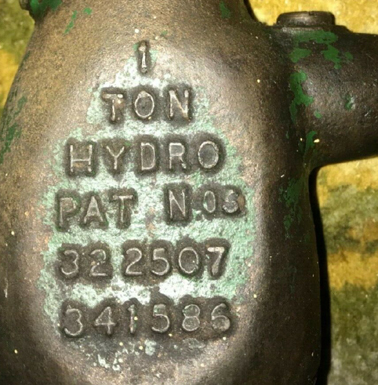 1
TON
HYDRO
PAT NOS
322507
341586